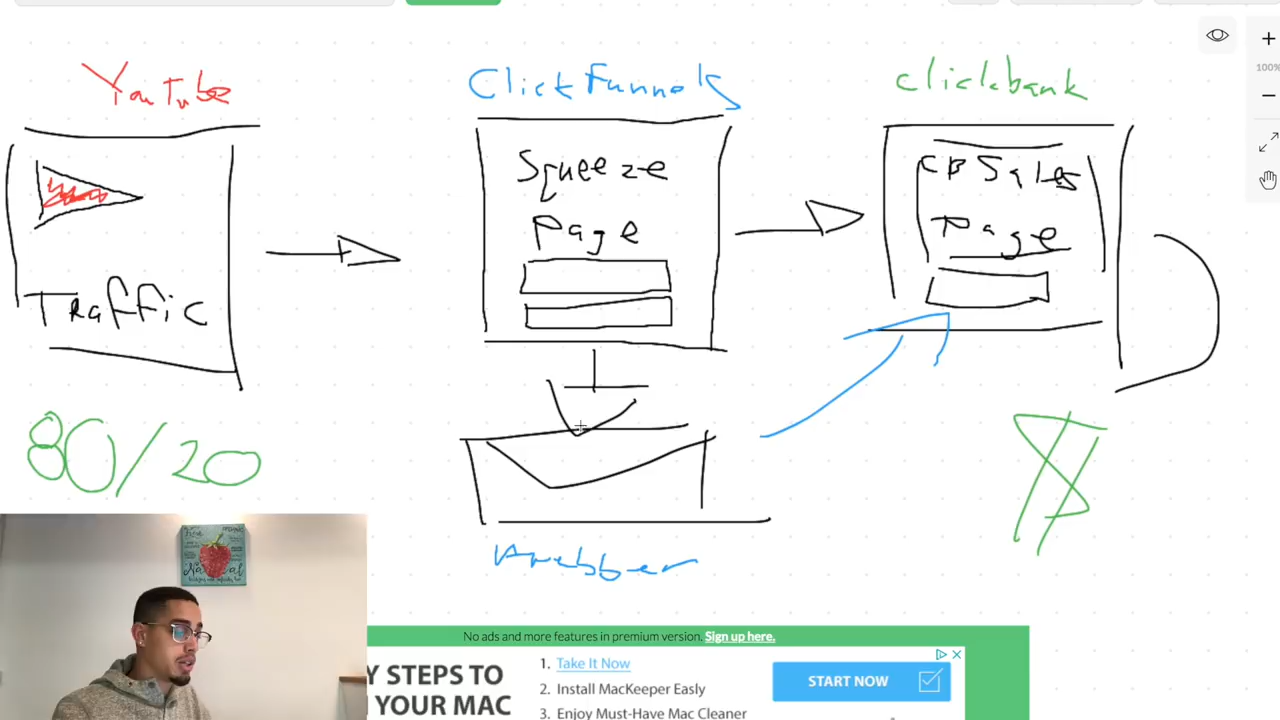 YouTube
ClickFunnels
clickbank
100%
Squeeze
Page
CB Sales
Page
Traffic
80/20
$
Aweber
No ads and more features in premium version. Sign up here.
Y STEPS TO
YOUR MAC
1. Take It Now
2. Install MacKeeper Easily
3. Enjoy Must-Have Mac Cleaner
START NOW